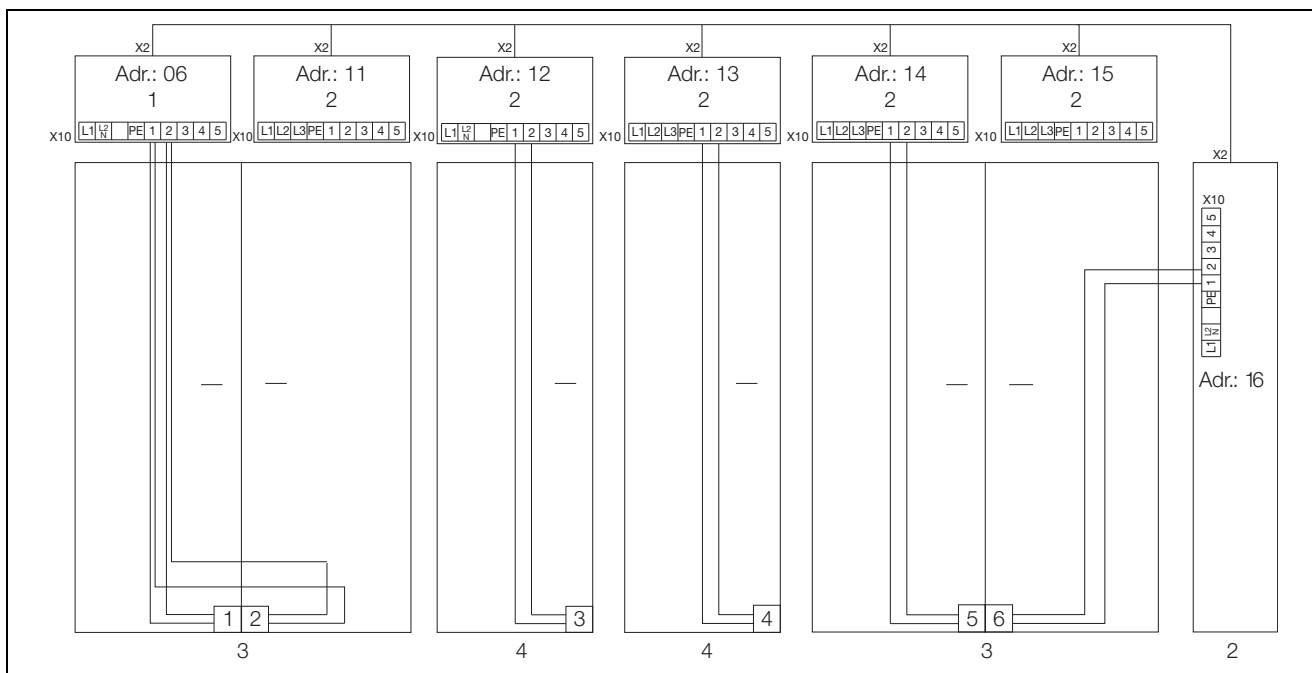 X2 X2 X2 X2 X2 X2
Adr.: 06 Adr.: 11 Adr.: 12 Adr.: 13 Adr.: 14 Adr.: 15
1 2 2 2 2 2
X10 L1 L2 N PE 1 2 3 4 5
X10 L1 L2 L3 PE 1 2 3 4 5
X10 L1 L2 N PE 1 2 3 4 5
X10 L1 L2 L3 PE 1 2 3 4 5
X10 L1 L2 L3 PE 1 2 3 4 5
X10 L1 L2 L3 PE 1 2 3 4 5
X2
X10
L1 L2 N PE 1 2 3 4 5
Adr.: 16
1 2 3 4 5 6
3 4 4 3 2